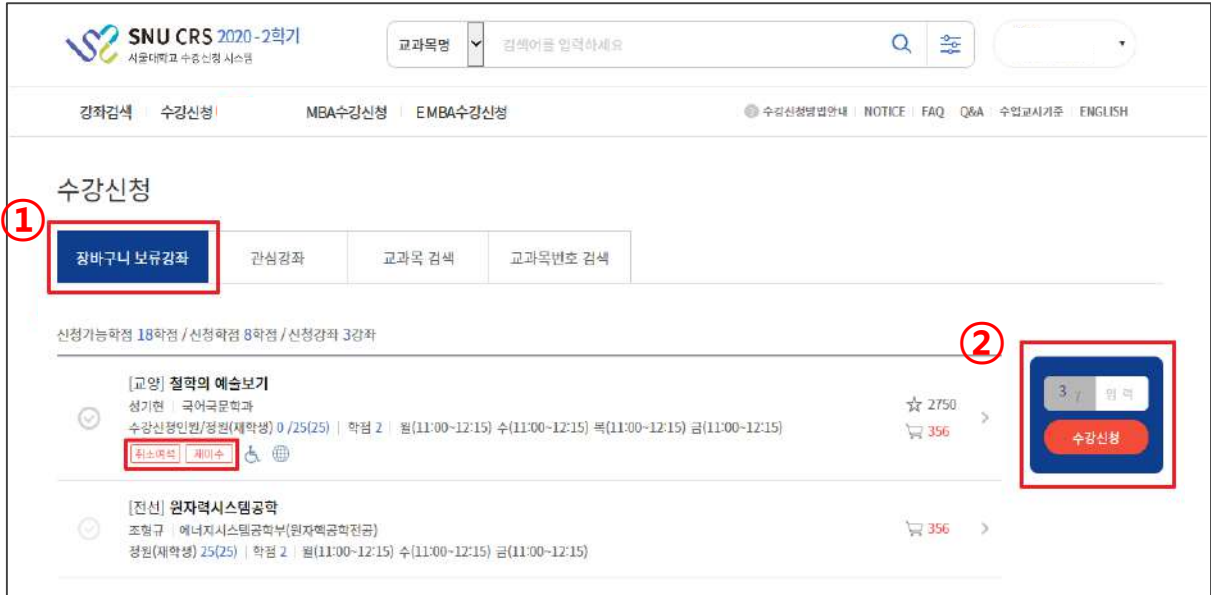 SNU CRS 2020-2학기
서울대학교 수강신청 시스템
교과목명 검색어를 입력하세요
강좌검색 수강신청 MBA수강신청 EMBA수강신청
수강신청방법안내 NOTICE FAQ Q&A 수업교시기준 ENGLISH
수강신청
①
장바구니 보류강좌 관심강좌 교과목 검색 교과목번호 검색
신청가능학점 18학점 / 신청학점 8학점 / 신청강좌 3강좌
②
[교양] 철학의 예술보기
성기현 국어국문학과
수강신청인원/정원(재학생) 0 /25(25) 학점 2 월(11:00~12:15) 수(11:00~12:15) 목(11:00~12:15) 금(11:00~12:15)
취소여석 재이수
☆ 2750
356
3 입력
수강신청
[전선] 원자력시스템공학
조형규 에너지시스템공학부(원자핵공학전공)
정원(재학생) 25(25) 학점 2 월(11:00~12:15) 수(11:00~12:15) 금(11:00~12:15)
356